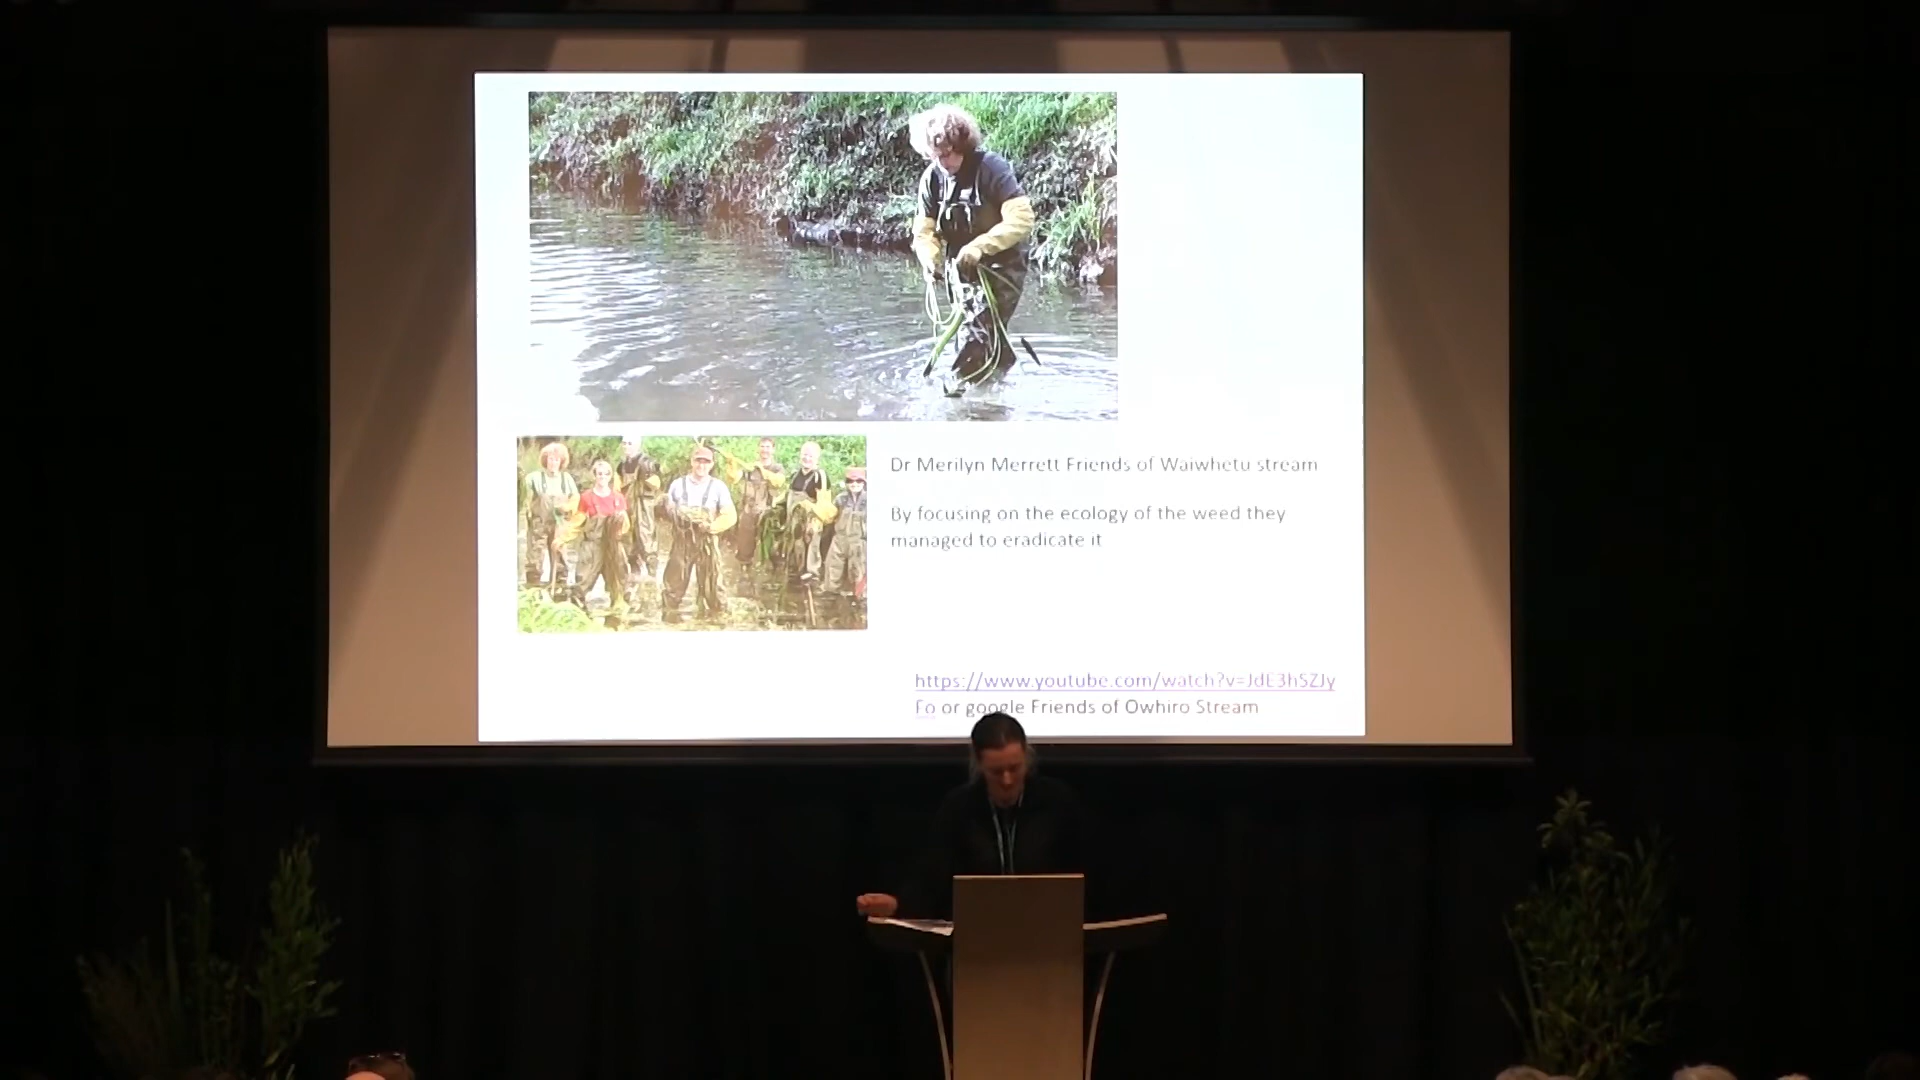 Dr Merilyn Merrett Friends of Waiwhetu stream
By focusing on the ecology of the weed they
managed to eradicate it
https://www.youtube.com/watch?v=JdE3hSZJy
Fo or google Friends of Owhiro Stream